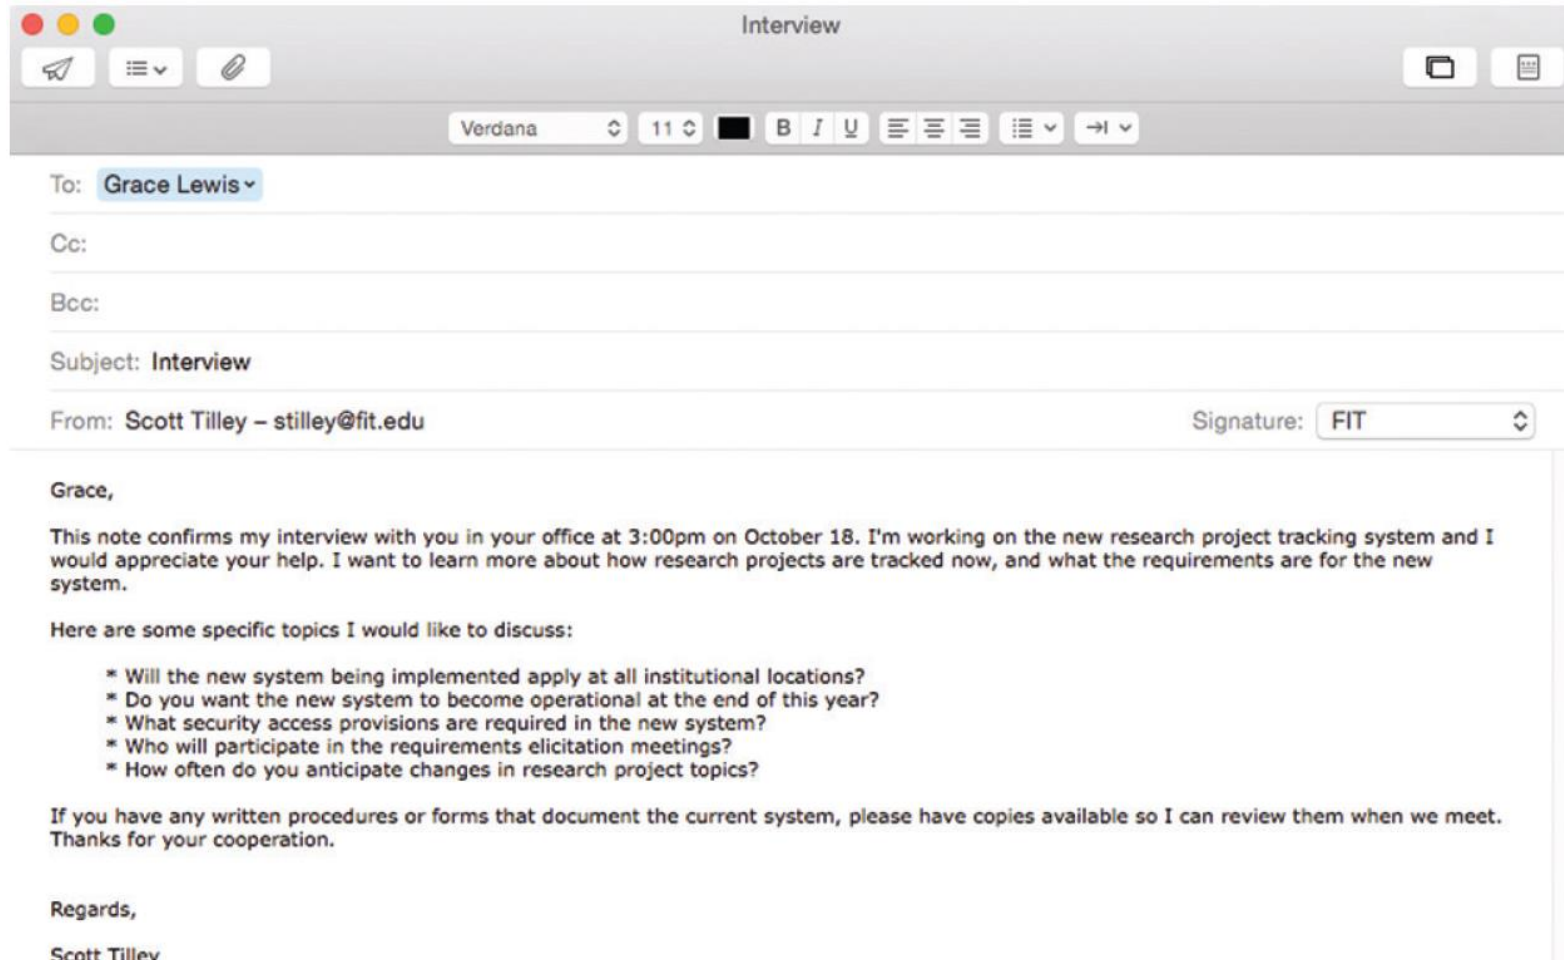 Interview
Verdana
11
B I U
To: Grace Lewis
Cc:
Bcc:
Subject: Interview
From: Scott Tilley – stilley@fit.edu
Signature: FIT
Grace,
This note confirms my interview with you in your office at 3:00pm on October 18. I'm working on the new research project tracking system and I
would appreciate your help. I want to learn more about how research projects are tracked now, and what the requirements are for the new
system.
Here are some specific topics I would like to discuss:
* Will the new system being implemented apply at all institutional locations?
* Do you want the new system to become operational at the end of this year?
* What security access provisions are required in the new system?
* Who will participate in the requirements elicitation meetings?
* How often do you anticipate changes in research project topics?
If you have any written procedures or forms that document the current system, please have copies available so I can review them when we meet.
Thanks for your cooperation.
Regards,
Scott Tilley